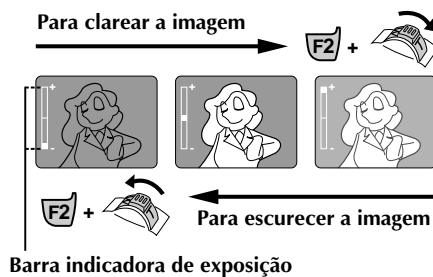 Para clarear a imagem
F2 +
+
-
+
-
+
-
F2 +
Para escurecer a imagem
Barra indicadora de exposição